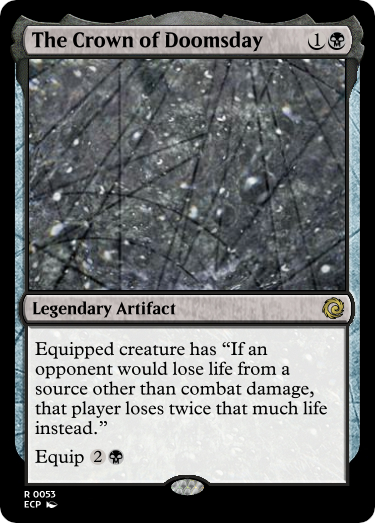 The Crown of Doomsday 1
Legendary Artifact
Equipped creature has “If an
opponent would lose life from a
source other than combat damage,
that player loses twice that much life
instead.”
Equip 2
R 0053
ECP